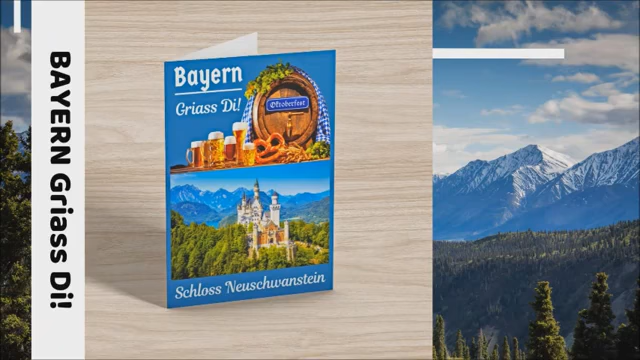 BAYERN Griass Di!
Bayern
Griass Di!
Oktoberfest
Schloss Neuschwanstein